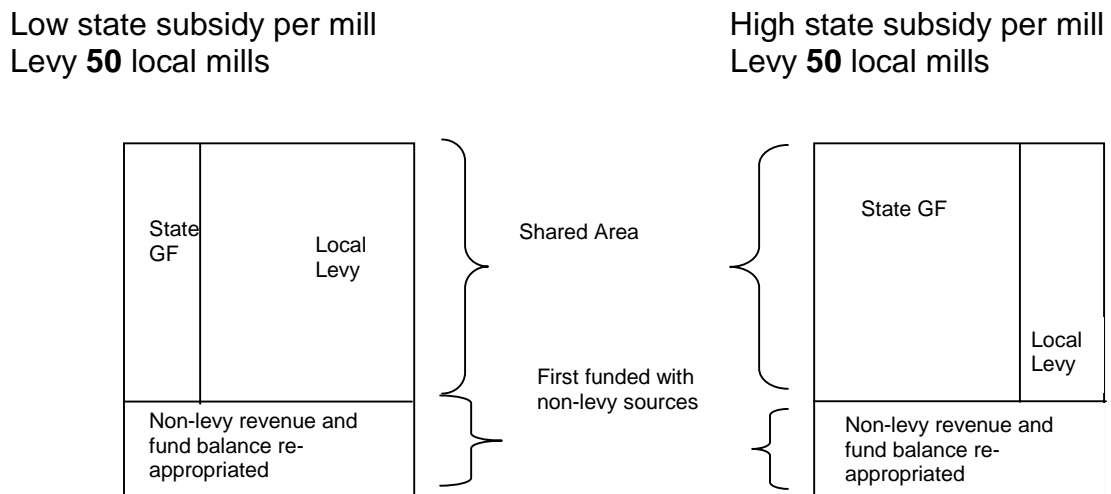 Low state subsidy per mill
Levy 50 local mills
High state subsidy per mill
Levy 50 local mills
State
GF
Local
Levy
Shared Area
State GF
Local
Levy
First funded with
non-levy sources
Non-levy revenue and
fund balance re-
appropriated
Non-levy revenue and
fund balance re-
appropriated